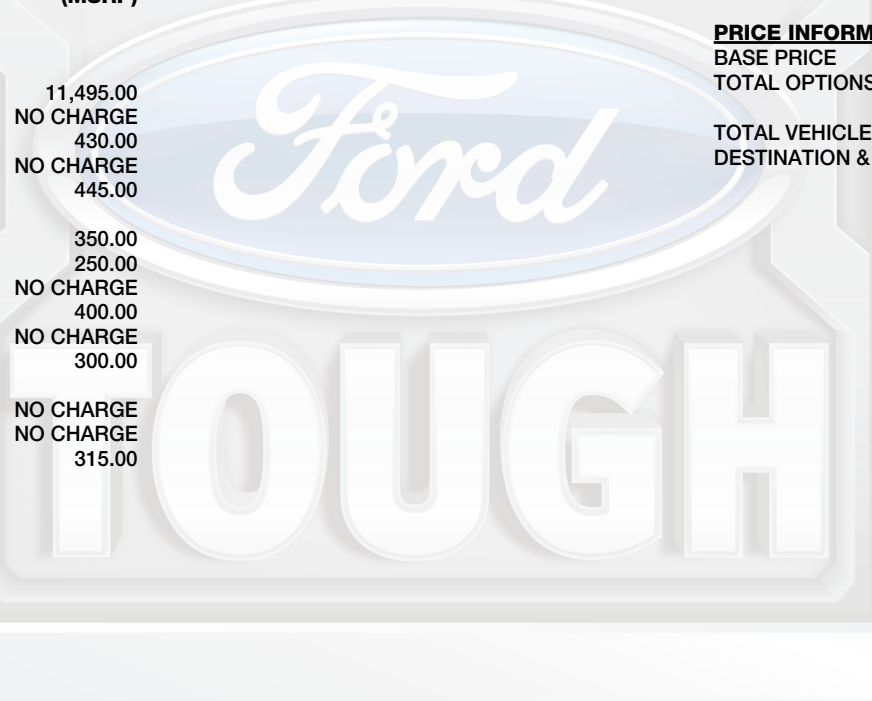 (MSRP)
11,495.00
NO CHARGE
430.00
NO CHARGE
445.00
350.00
250.00
NO CHARGE
400.00
NO CHARGE
300.00
NO CHARGE
NO CHARGE
315.00
PRICE INFORM
BASE PRICE
TOTAL OPTIONS
TOTAL VEHICLE
DESTINATION &
Ford
TOUGH